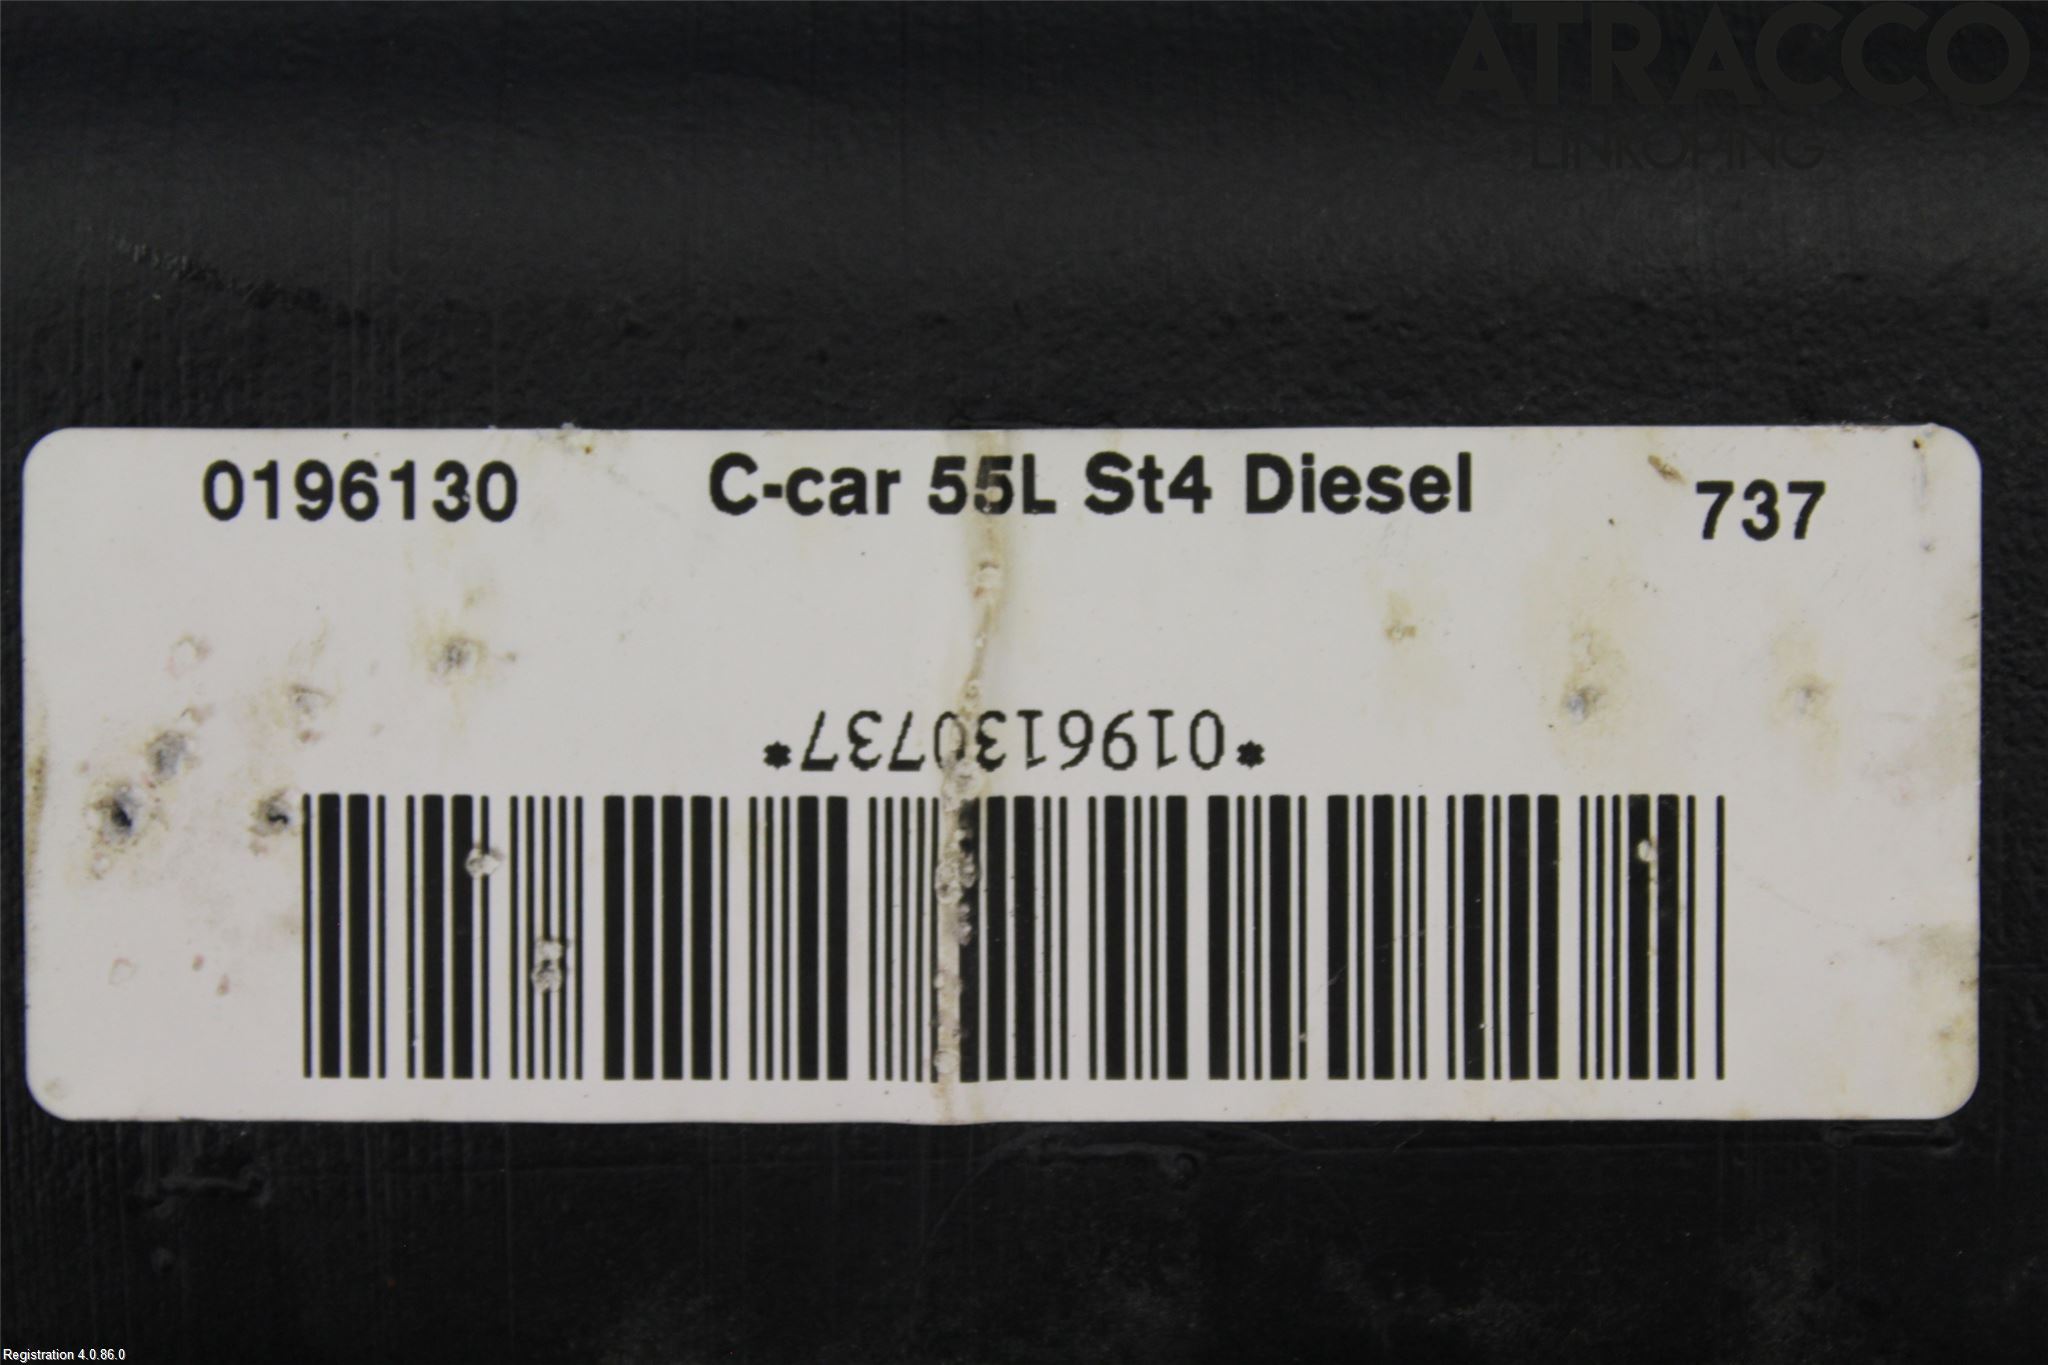 ATRACCO
LINKÖPING
0196130 C-car 55L St4 Diesel 737
*0196130737*
Registration 4.0.86.0